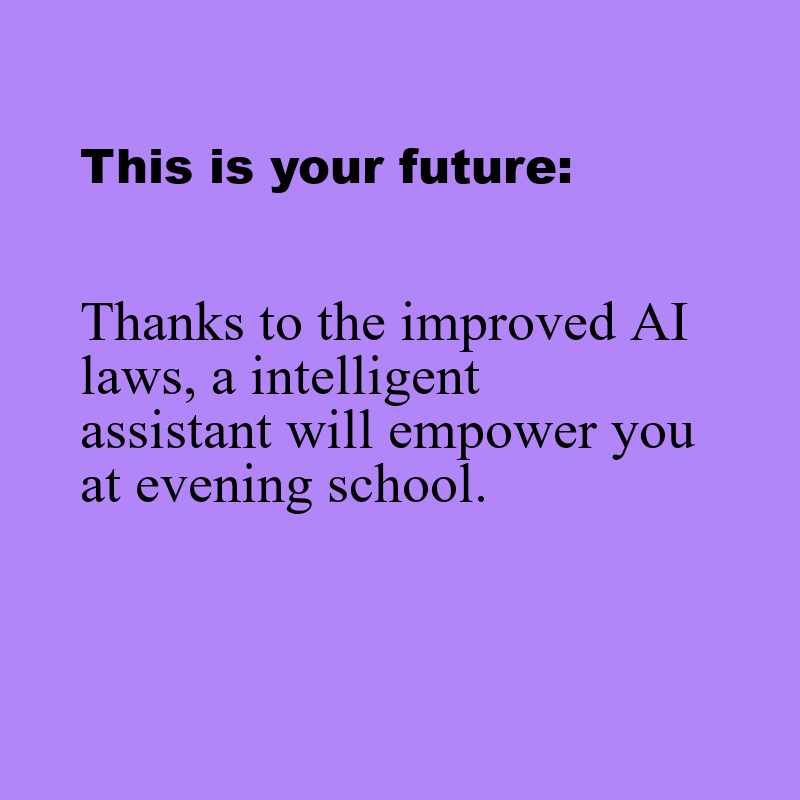 This is your future:
Thanks to the improved AI
laws, a intelligent
assistant will empower you
at evening school.